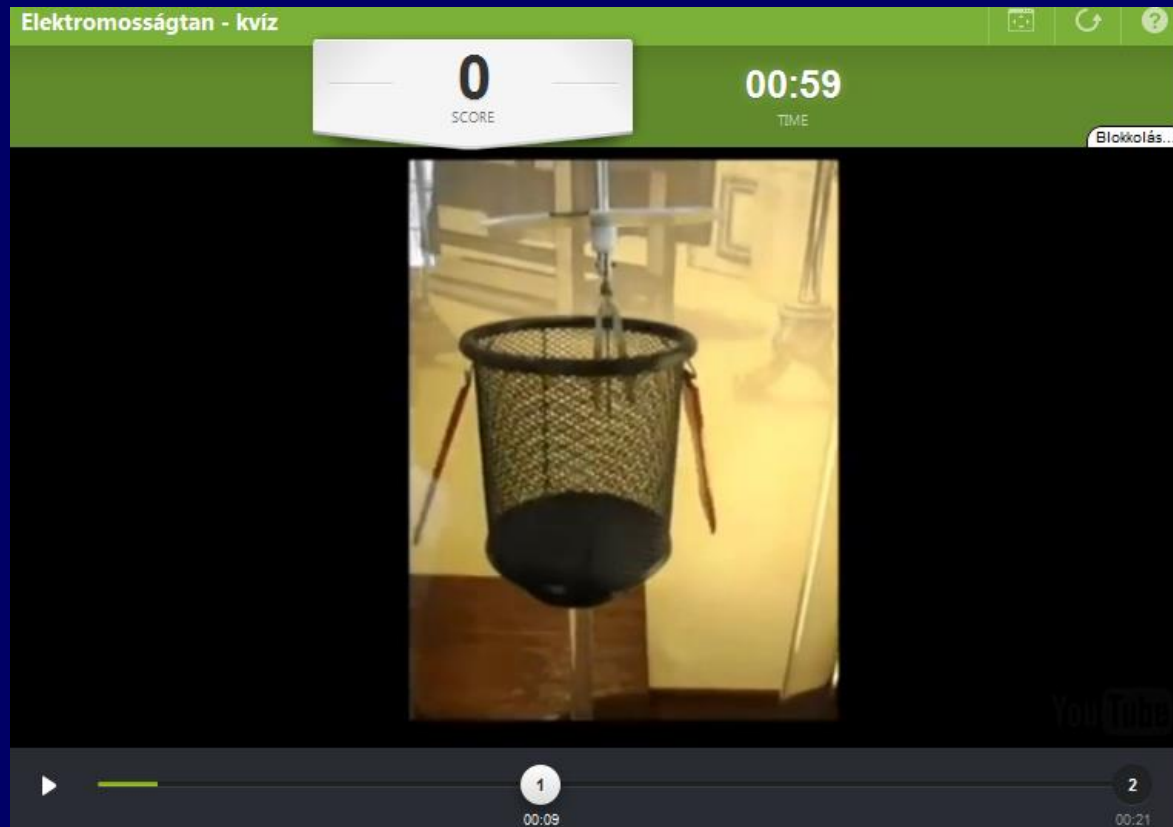 Elektromosságtan - kvíz
?
0
SCORE
00:59
TIME
Blokkolás...
YouTube
1
00:09
2
00:21